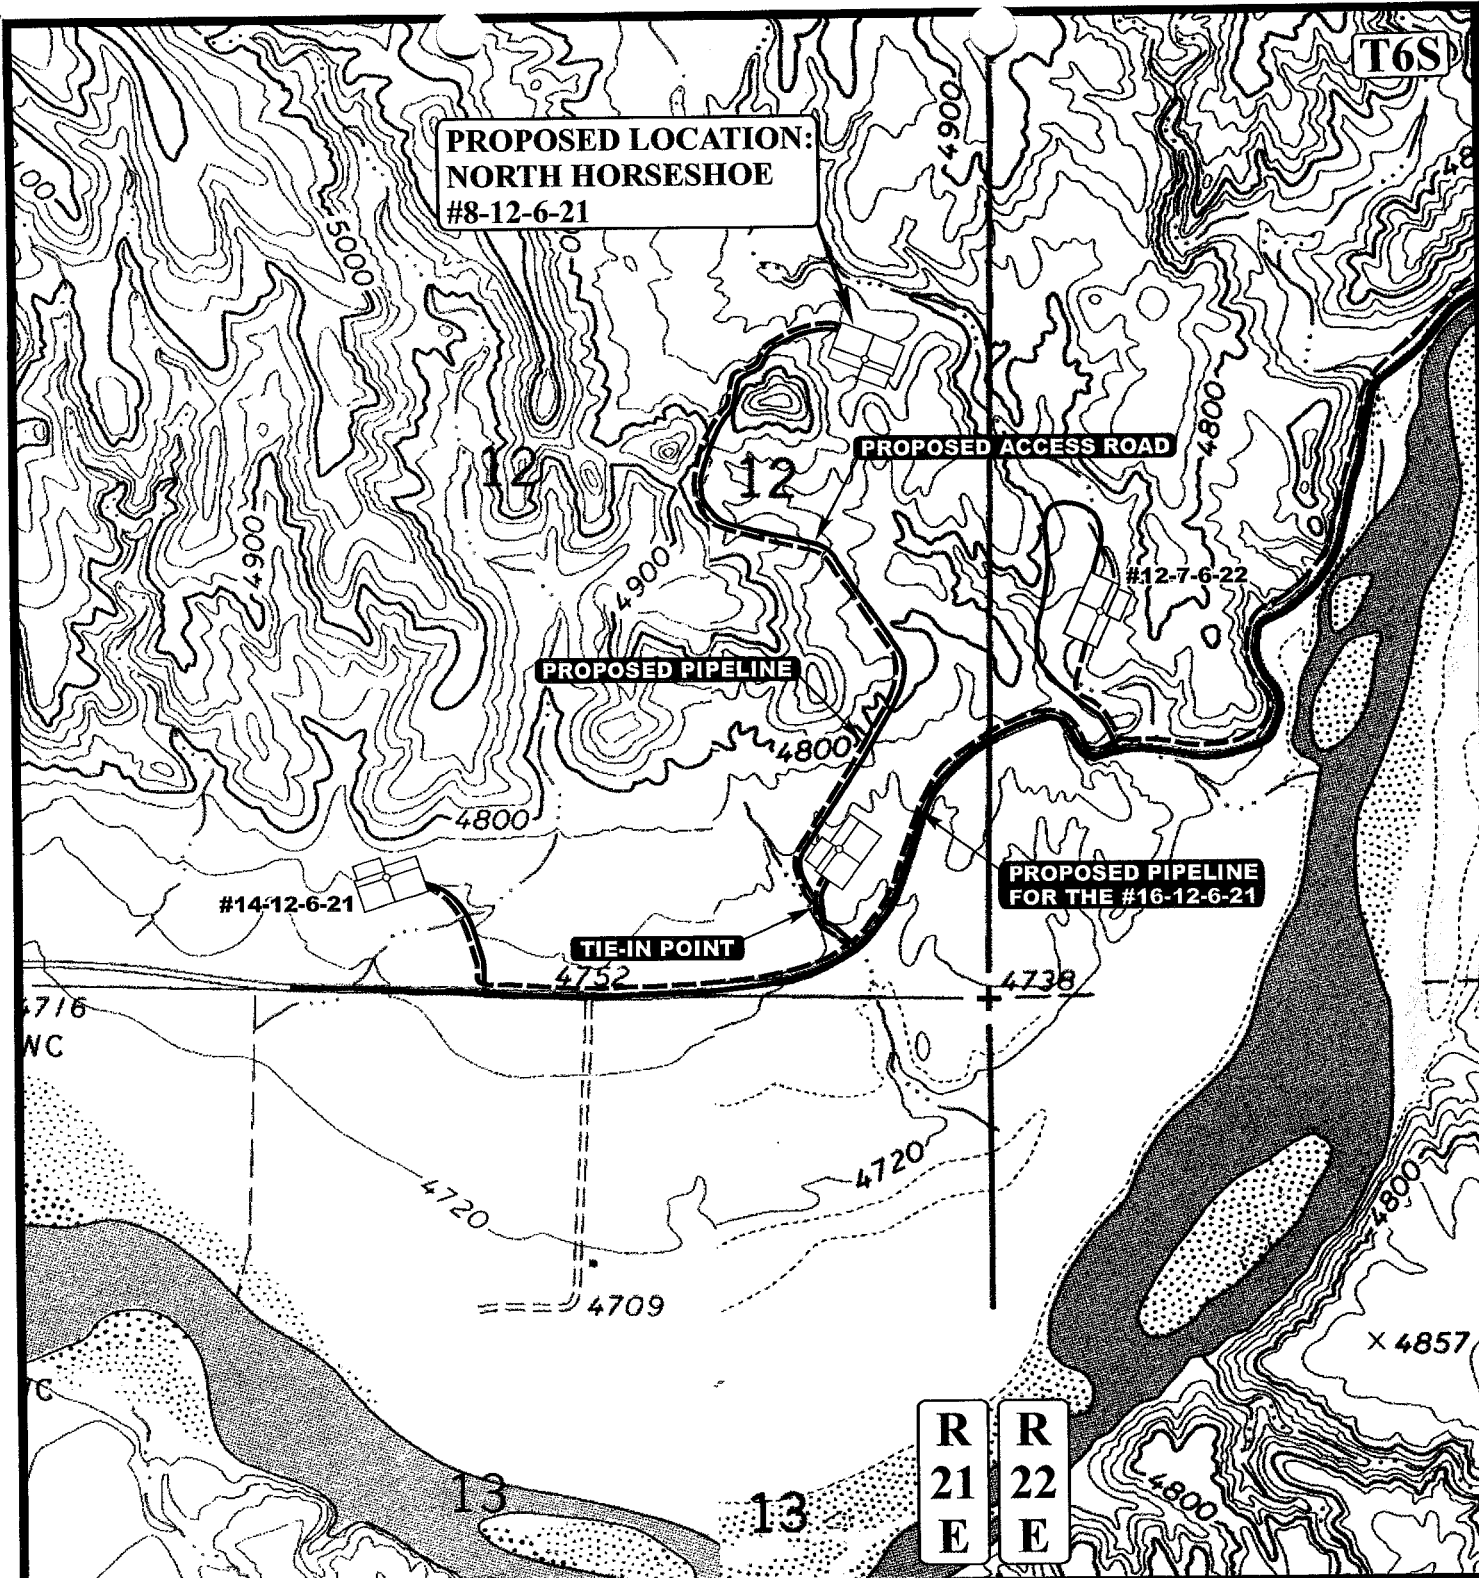 T6S
PROPOSED LOCATION:
NORTH HORSESHOE
#8-12-6-21
4900
5000
4800
PROPOSED ACCESS ROAD
12
12
4900
4900
#12-7-6-22
PROPOSED PIPELINE
4800
4800
PROPOSED PIPELINE
FOR THE #16-12-6-21
#14-12-6-21
TIE-IN POINT
4752
4738
4716
WC
4720
4720
4800
4709
4857
R
21
E
R
22
E
4800
13
13